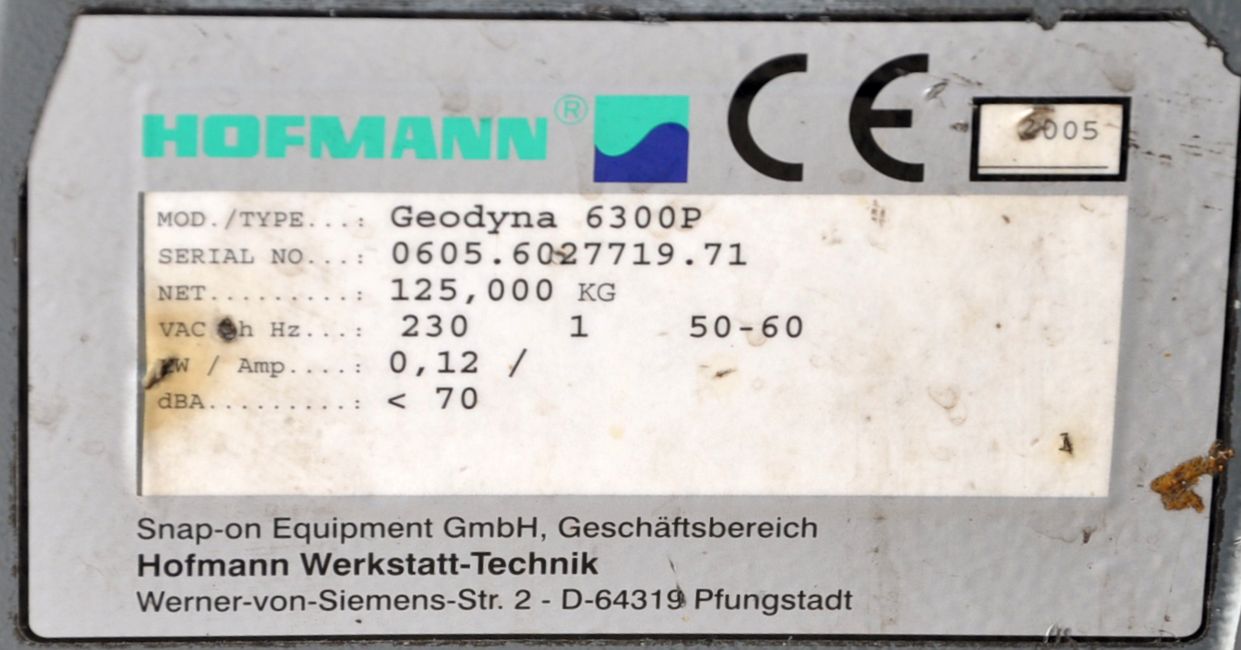 HOFMANN® CE 2005
MOD./TYPE...: Geodyna 6300P
SERIAL NO...: 0605.6027719.71
NET.........: 125,000 KG
VAC Ph Hz...: 230 1 50-60
KW / Amp....: 0,12 /
dBA.........: < 70
Snap-on Equipment GmbH, Geschäftsbereich
Hofmann Werkstatt-Technik
Werner-von-Siemens-Str. 2 - D-64319 Pfungstadt